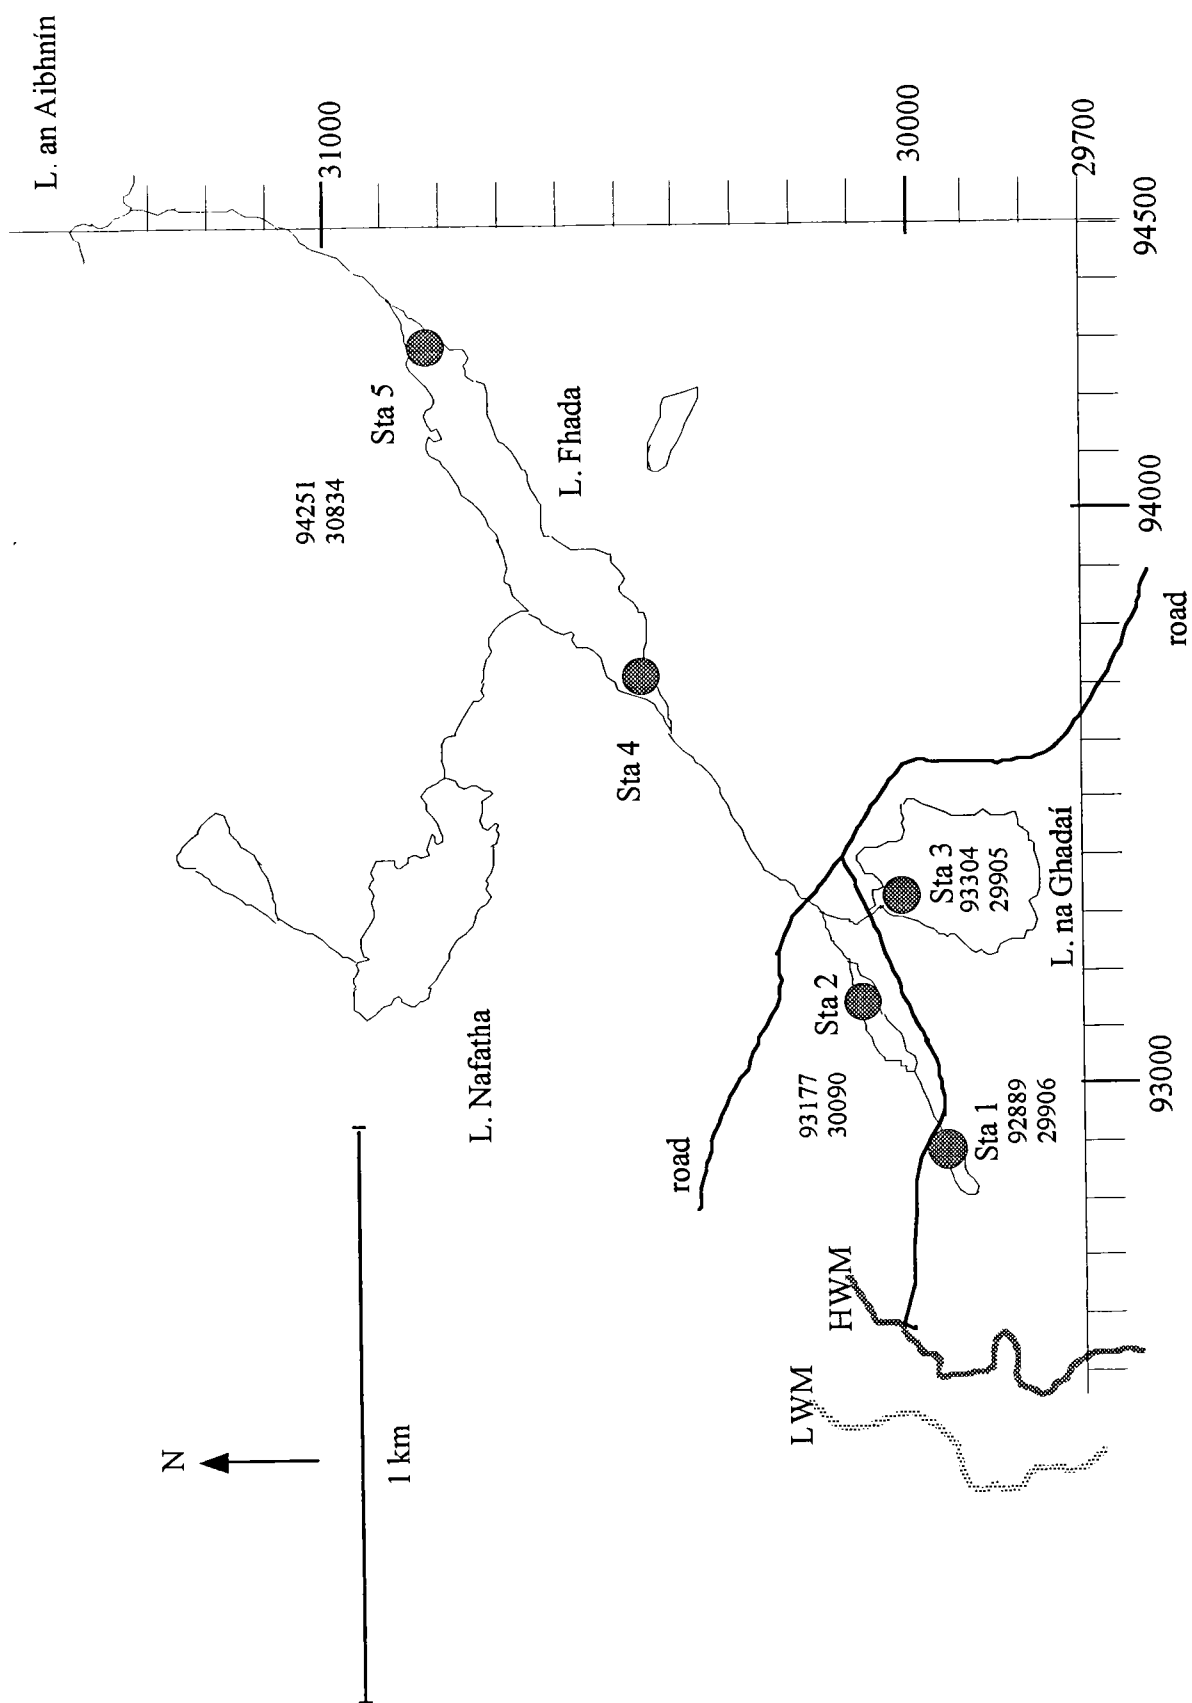 L. an Aibhnín
31000
30000
29700
94500
94000
93000
Sta 5
94251
30834
L. Fhada
Sta 4
road
Sta 3
93304
29905
L. na Ghadaí
Sta 2
93177
30090
L. Nafatha
road
Sta 1
92889
29906
HWM
LWM
N
1 km